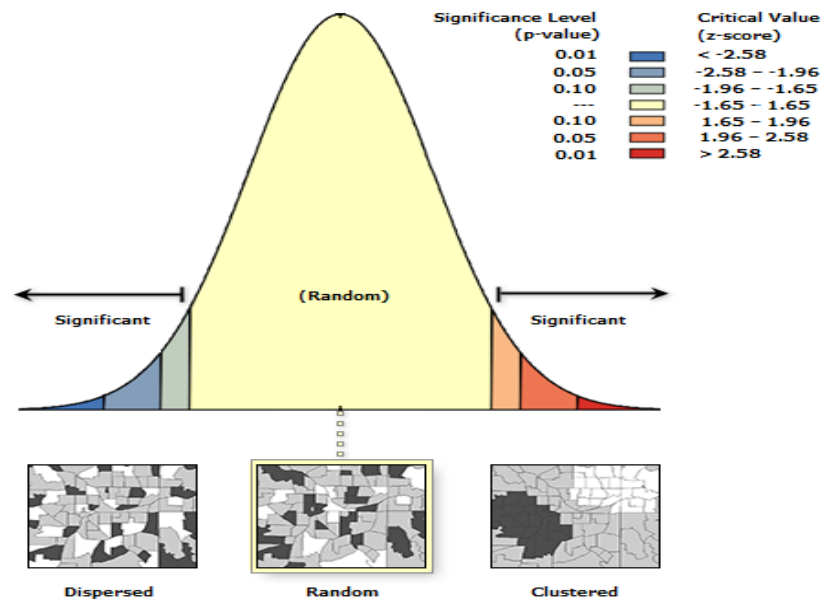 Significance Level (p-value)    Critical Value (z-score)
0.01    < -2.58
0.05    -2.58 – -1.96
0.10    -1.96 – -1.65
---    -1.65 – 1.65
0.10    1.65 – 1.96
0.05    1.96 – 2.58
0.01    > 2.58
(Random)
Significant    Significant
Dispersed    Random    Clustered